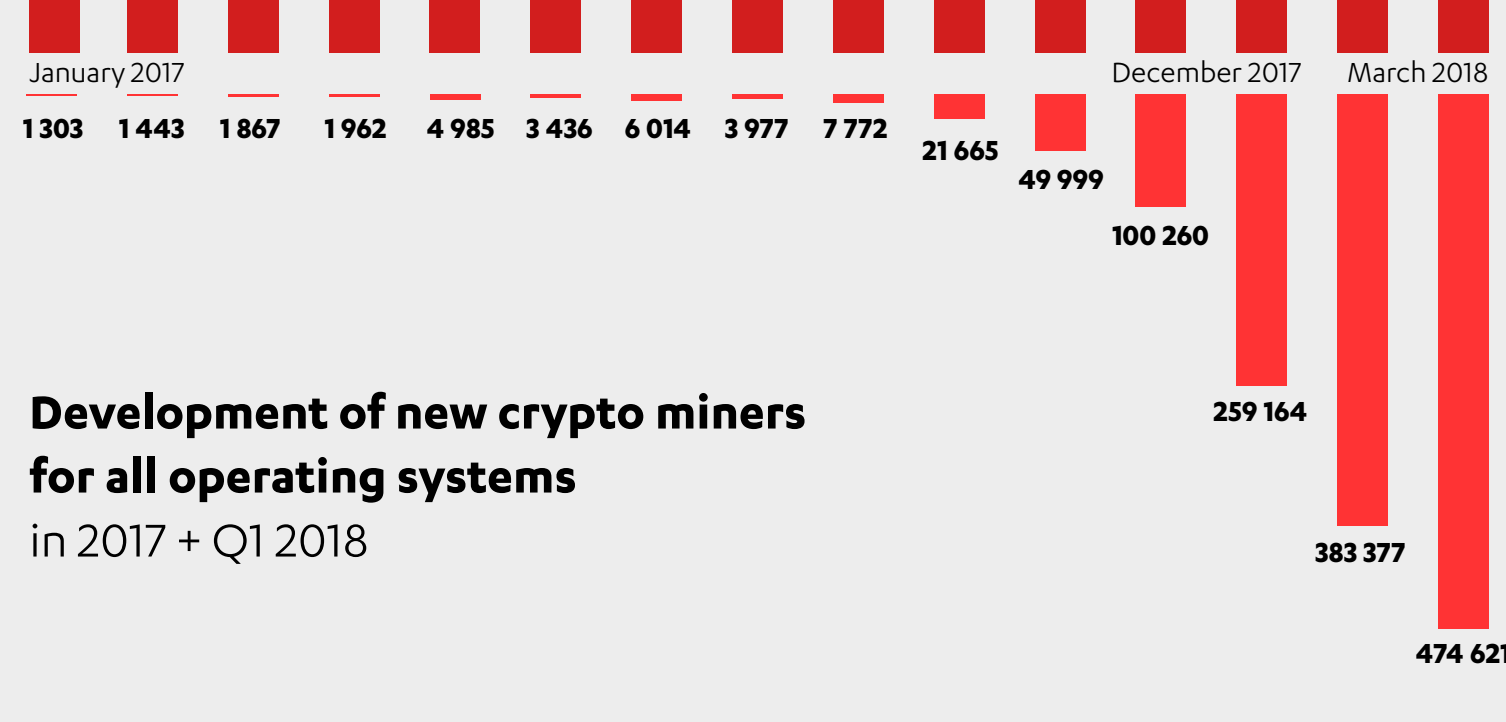 January 2017
December 2017
March 2018
1 303
1 443
1 867
1 962
4 985
3 436
6 014
3 977
7 772
21 665
49 999
100 260
259 164
383 377
474 621
Development of new crypto miners
for all operating systems
in 2017 + Q1 2018